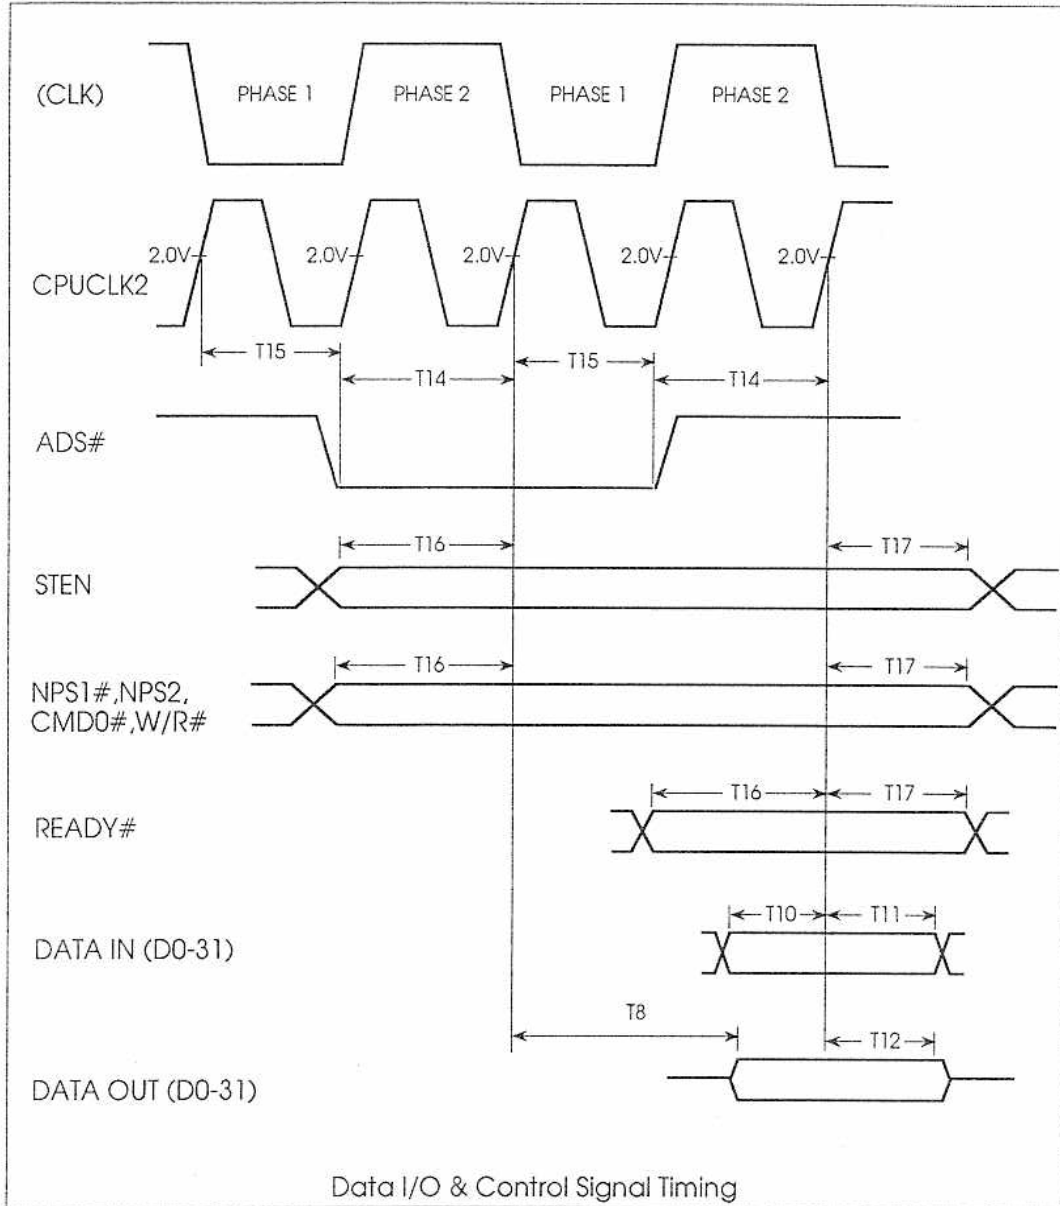 (CLK)
PHASE 1 PHASE 2 PHASE 1 PHASE 2
CPUCLK2
2.0V 2.0V 2.0V 2.0V 2.0V
T15 T14 T15 T14
ADS#
T16 T17
STEN
T16 T17
NPS1#,NPS2,
CMD0#,W/R#
T16 T17
READY#
T10 T11
DATA IN (D0-31)
T8
T12
DATA OUT (D0-31)
Data I/O & Control Signal Timing